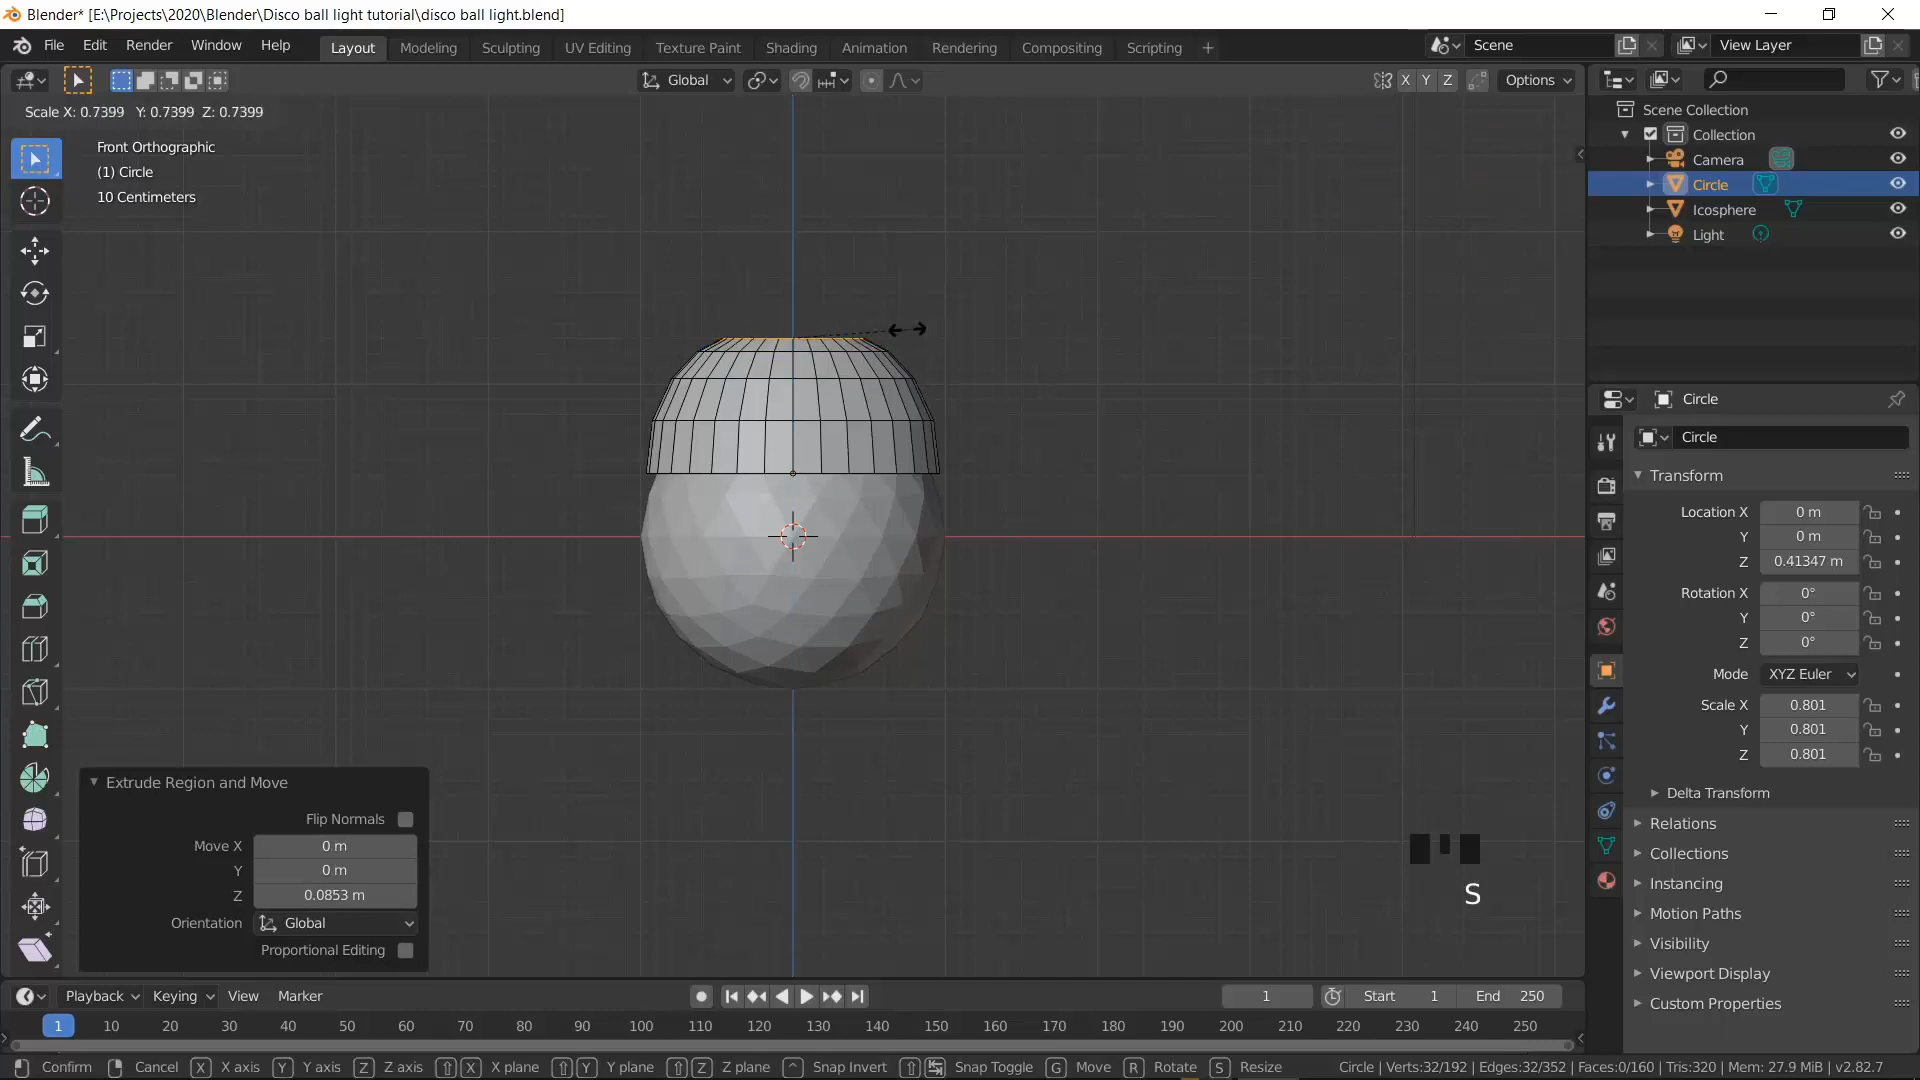 Blender* [E:\Projects\2020\Blender\Disco ball light tutorial\disco ball light.blend]
File Edit Render Window Help
Layout Modeling Sculpting UV Editing Texture Paint Shading Animation Rendering Compositing Scripting +
Scene
View Layer
Global
X Y Z
Options
Scale X: 0.7399 Y: 0.7399 Z: 0.7399
Front Orthographic
(1) Circle
10 Centimeters
Scene Collection
Collection
Camera
Circle
Icosphere
Light
Circle
Circle
Transform
Location X 0 m
Y 0 m
Z 0.41347 m
Rotation X 0°
Y 0°
Z 0°
Mode XYZ Euler
Scale X 0.801
Y 0.801
Z 0.801
Delta Transform
Relations
Collections
Instancing
Motion Paths
Visibility
Viewport Display
Custom Properties
Extrude Region and Move
Flip Normals
Move X 0 m
Y 0 m
Z 0.0853 m
Orientation Global
Proportional Editing
S
Playback Keying View Marker
1 Start 1 End 250
1 10 20 30 40 50 60 70 80 90 100 110 120 130 140 150 160 170 180 190 200 210 220 230 240 250
Confirm Cancel X X axis Y Y axis Z Z axis X X plane Y Y plane Z Z plane Snap Invert Snap Toggle G Move R Rotate S Resize
Circle | Verts:32/192 | Edges:32/352 | Faces:0/160 | Tris:320 | Mem: 27.9 MiB | v2.82.7